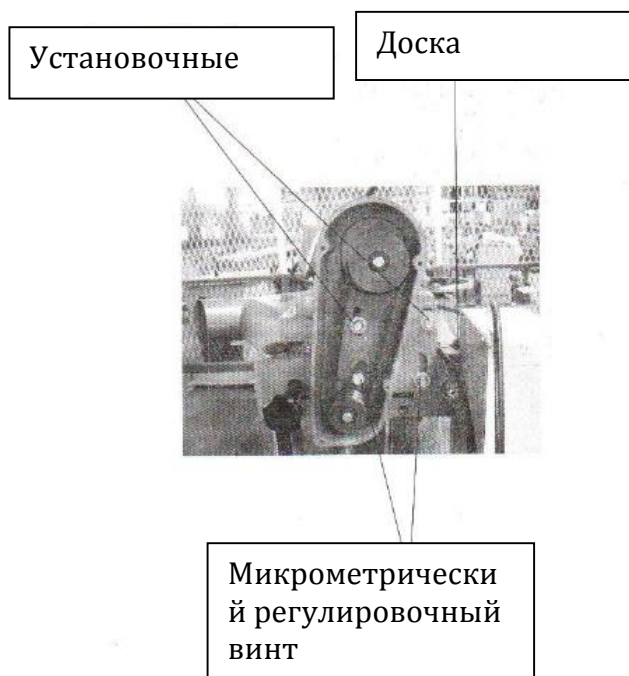 Установочные
Доска
Микрометрически
й регулировочный
винт